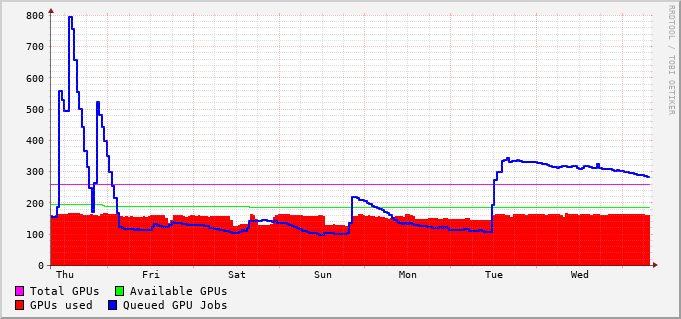 800
700
600
500
400
300
200
100
0
Thu Fri Sat Sun Mon Tue Wed
Total GPUs Available GPUs
GPUs used Queued GPU Jobs
RRDTOOL / TOBI OETIKER